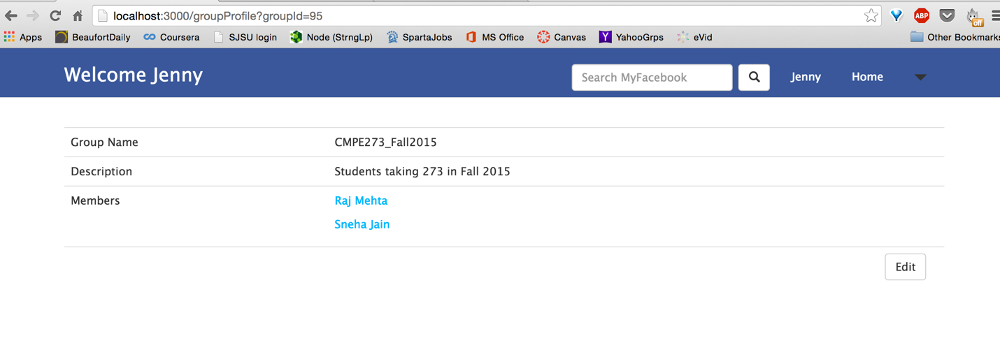 localhost:3000/groupProfile?groupId=95
ABP
off
Apps BeaufortDaily Coursera SJSU login Node (StrngLp) SpartaJobs MS Office Canvas YahooGrps eVid Other Bookmarks
Welcome Jenny Search MyFacebook Jenny Home
Group Name CMPE273_Fall2015
Description Students taking 273 in Fall 2015
Members Raj Mehta
Sneha Jain
Edit